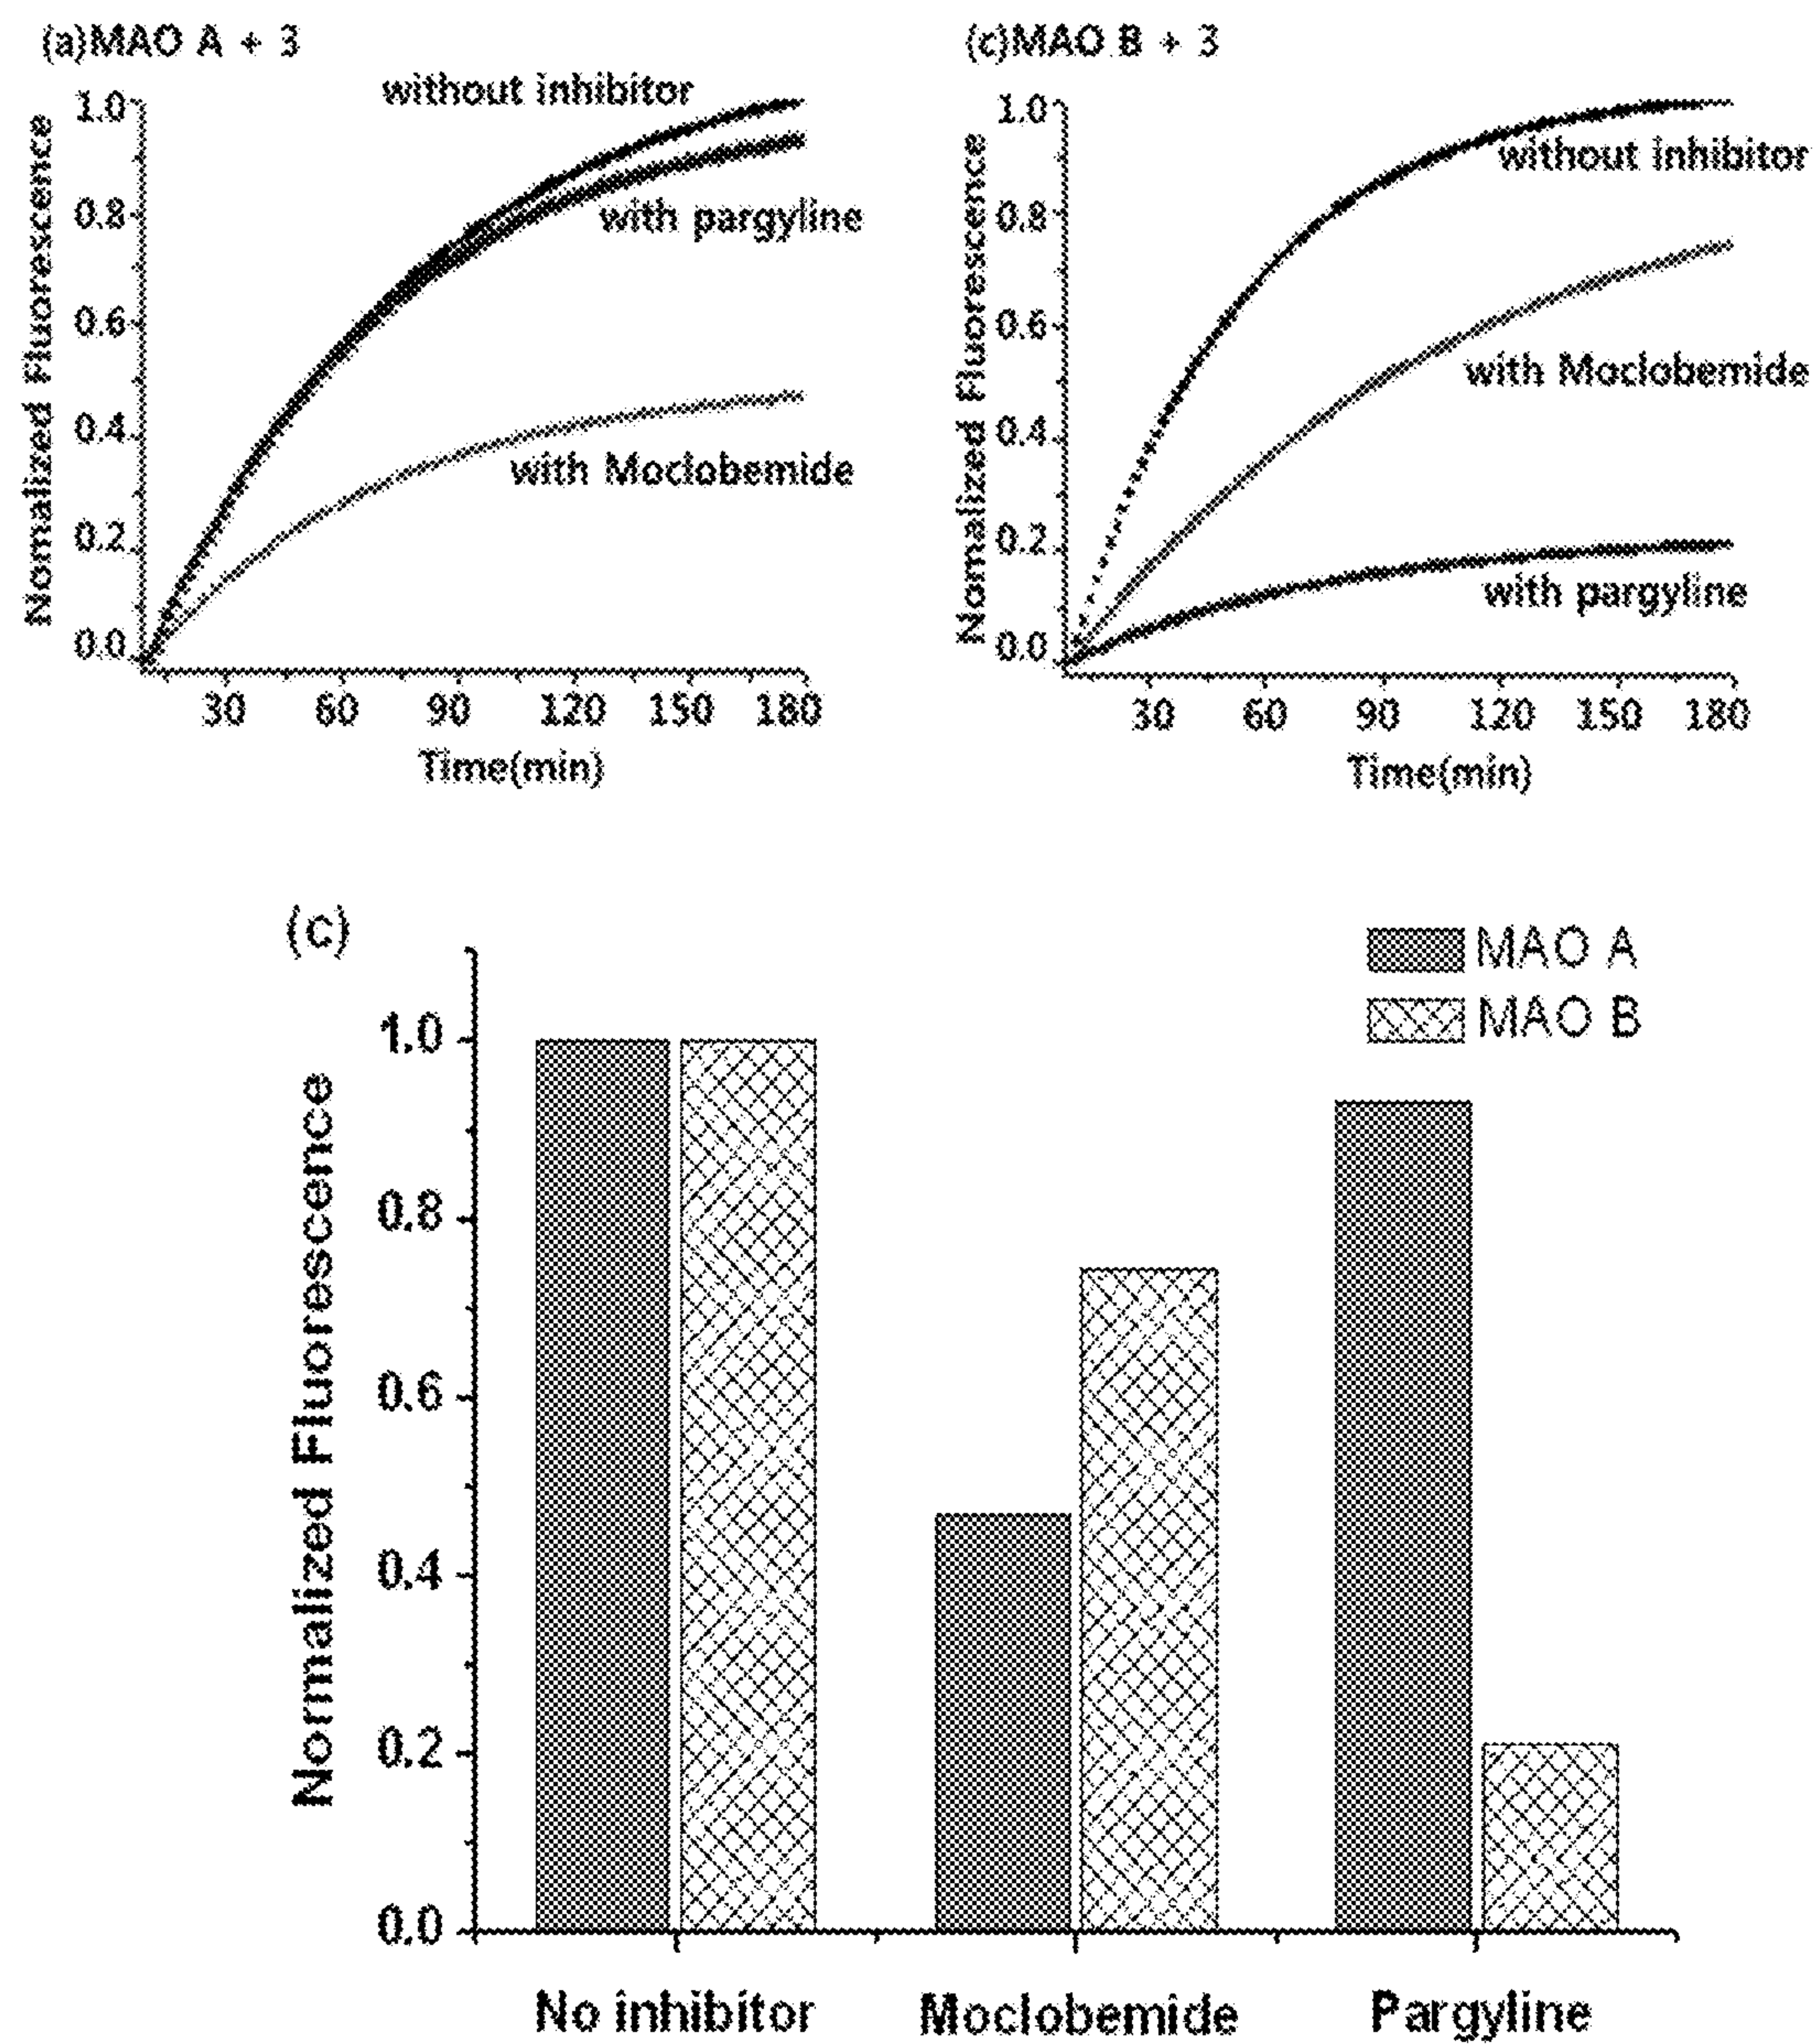 (a)MAO A + 3
without inhibitor
with pargyline
with Moclobemide
Normalized Fluorescence
1.0
0.8
0.6
0.4
0.2
0.0
30 60 90 120 150 180
Time(min)
(c)MAO B + 3
without inhibitor
with Moclobemide
with pargyline
Nomalized Fluorescence
1.0
0.8
0.6
0.4
0.2
0.0
30 60 90 120 150 180
Time(min)
(c)
MAO A
MAO B
Normalized Fluorescence
1.0
0.8
0.6
0.4
0.2
0.0
No inhibitor Moclobemide Pargyline